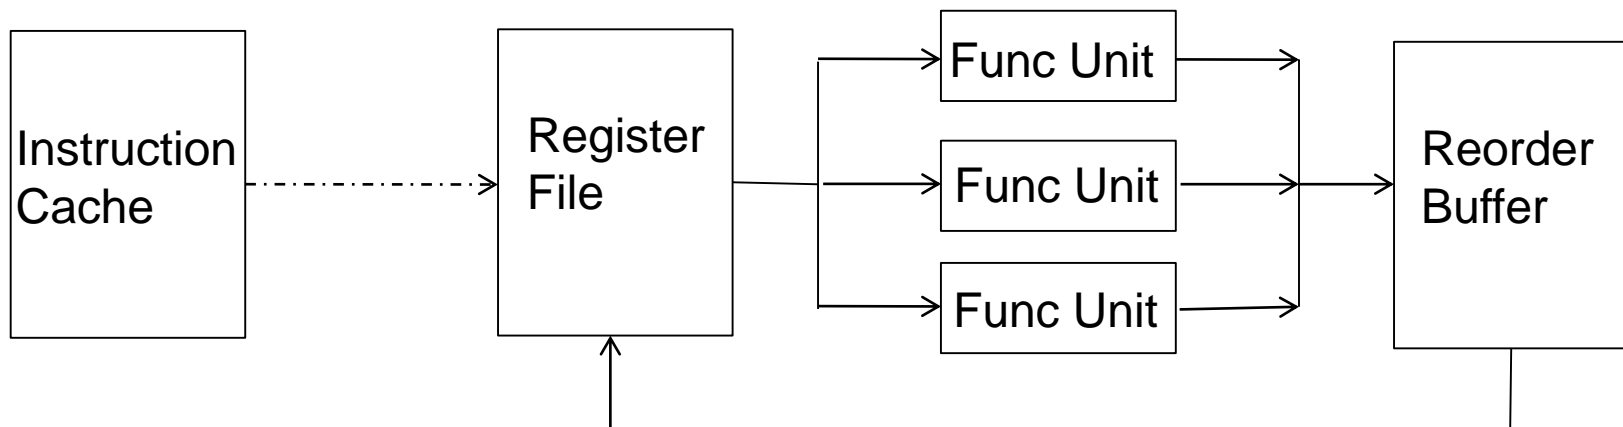 Instruction
Cache
Register
File
Func Unit
Func Unit
Func Unit
Reorder
Buffer